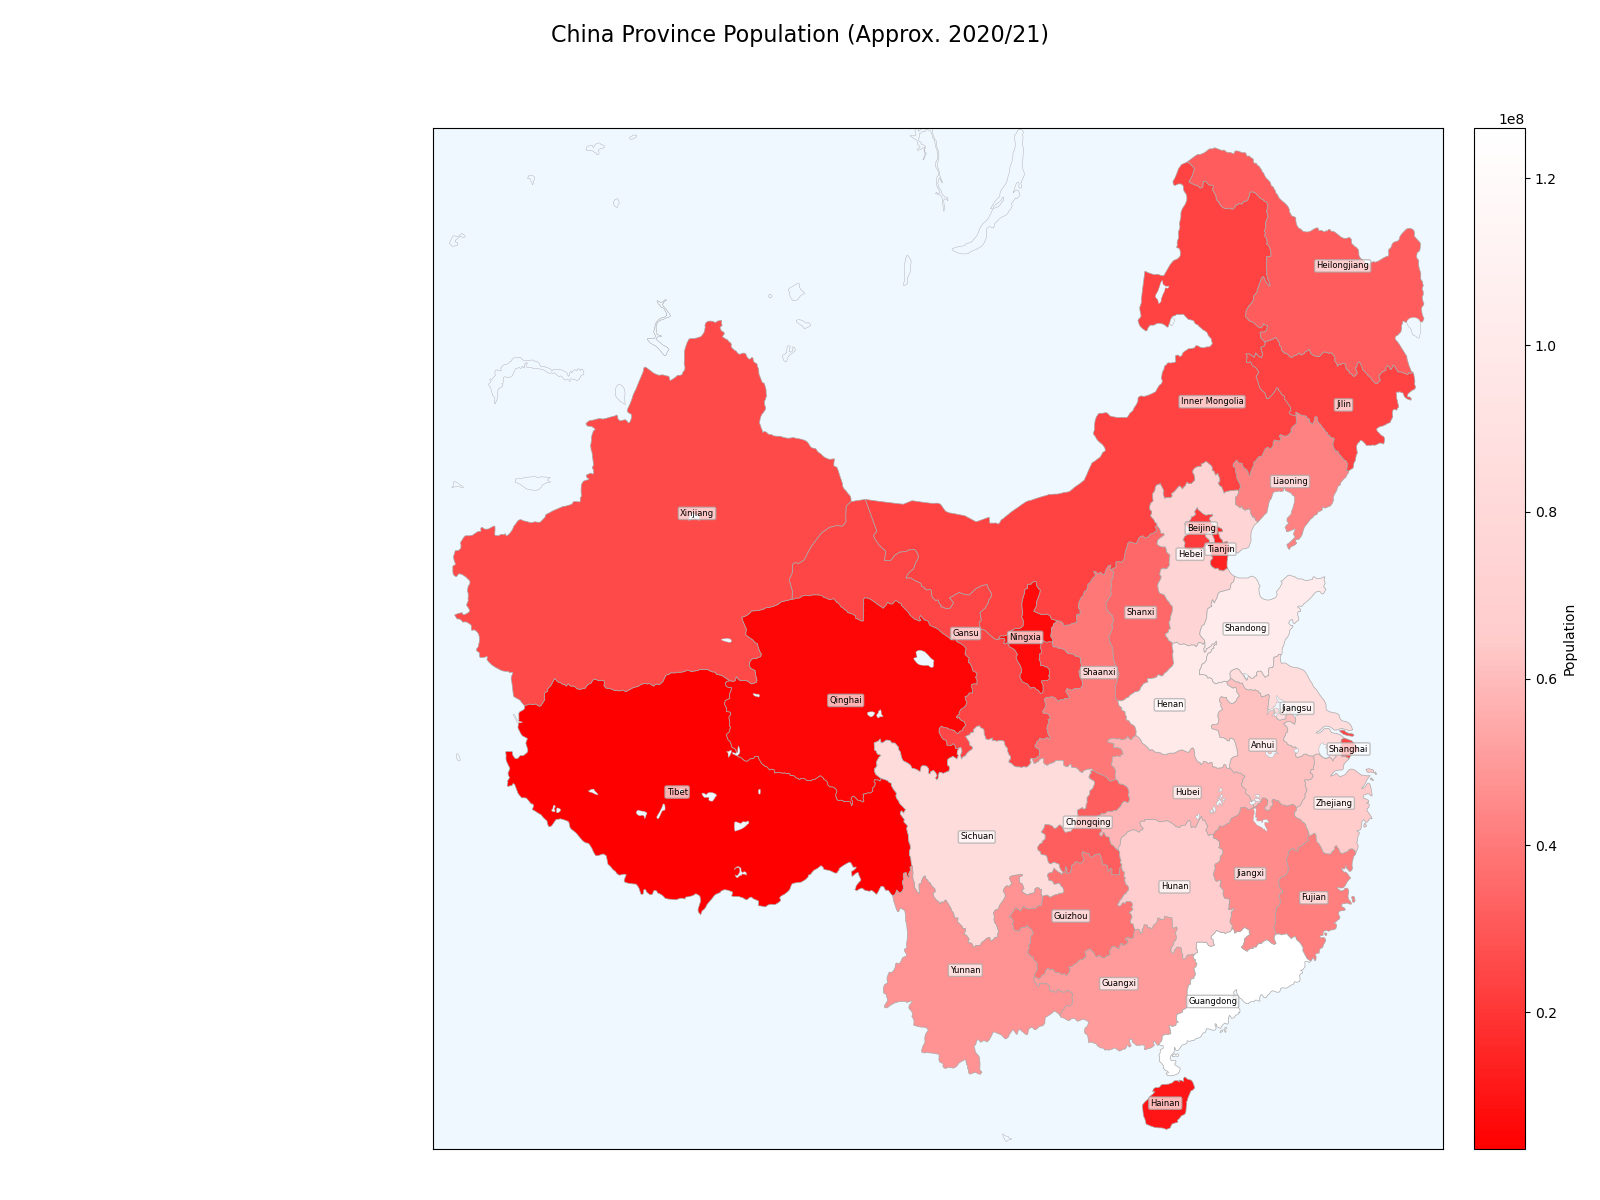 China Province Population (Approx. 2020/21)
1e8
1.2
Heilongjiang
1.0
Inner Mongolia
Jilin
Liaoning
Xinjiang
0.8
Beijing
Tianjin
Hebei
Shanxi
Shandong
Gansu
Ningxia
Population
Shaanxi
0.6
Qinghai
Henan
Jiangsu
Anhui
Shanghai
Tibet
Hubei
Zhejiang
Chongqing
Sichuan
0.4
Jiangxi
Hunan
Fujian
Guizhou
Yunnan
Guangxi
Guangdong
0.2
Hainan